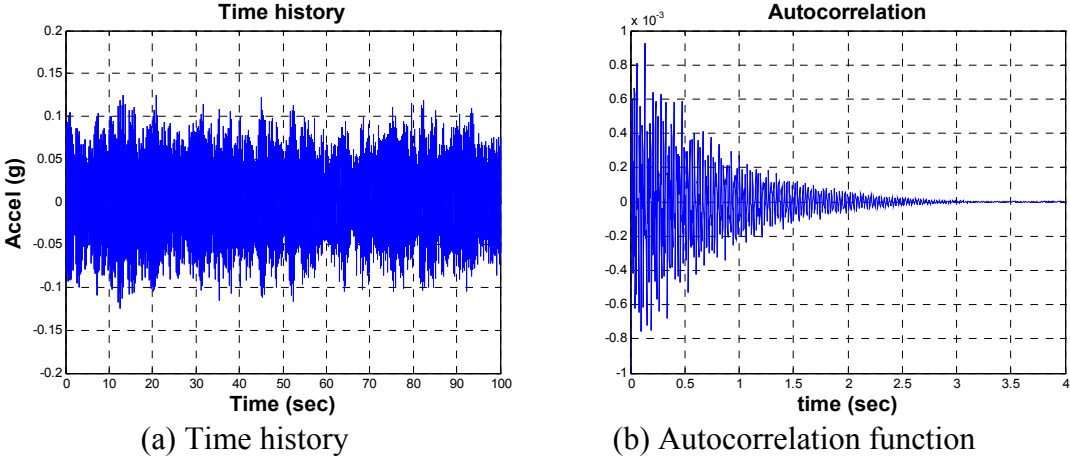 Time history
0.2
0.15
0.1
0.05
0
-0.05
-0.1
-0.15
-0.2
Accel (g)
0 10 20 30 40 50 60 70 80 90 100
Time (sec)
(a) Time history
Autocorrelation
x 10^-3
1
0.8
0.6
0.4
0.2
0
-0.2
-0.4
-0.6
-0.8
-1
0 0.5 1 1.5 2 2.5 3 3.5 4
time (sec)
(b) Autocorrelation function